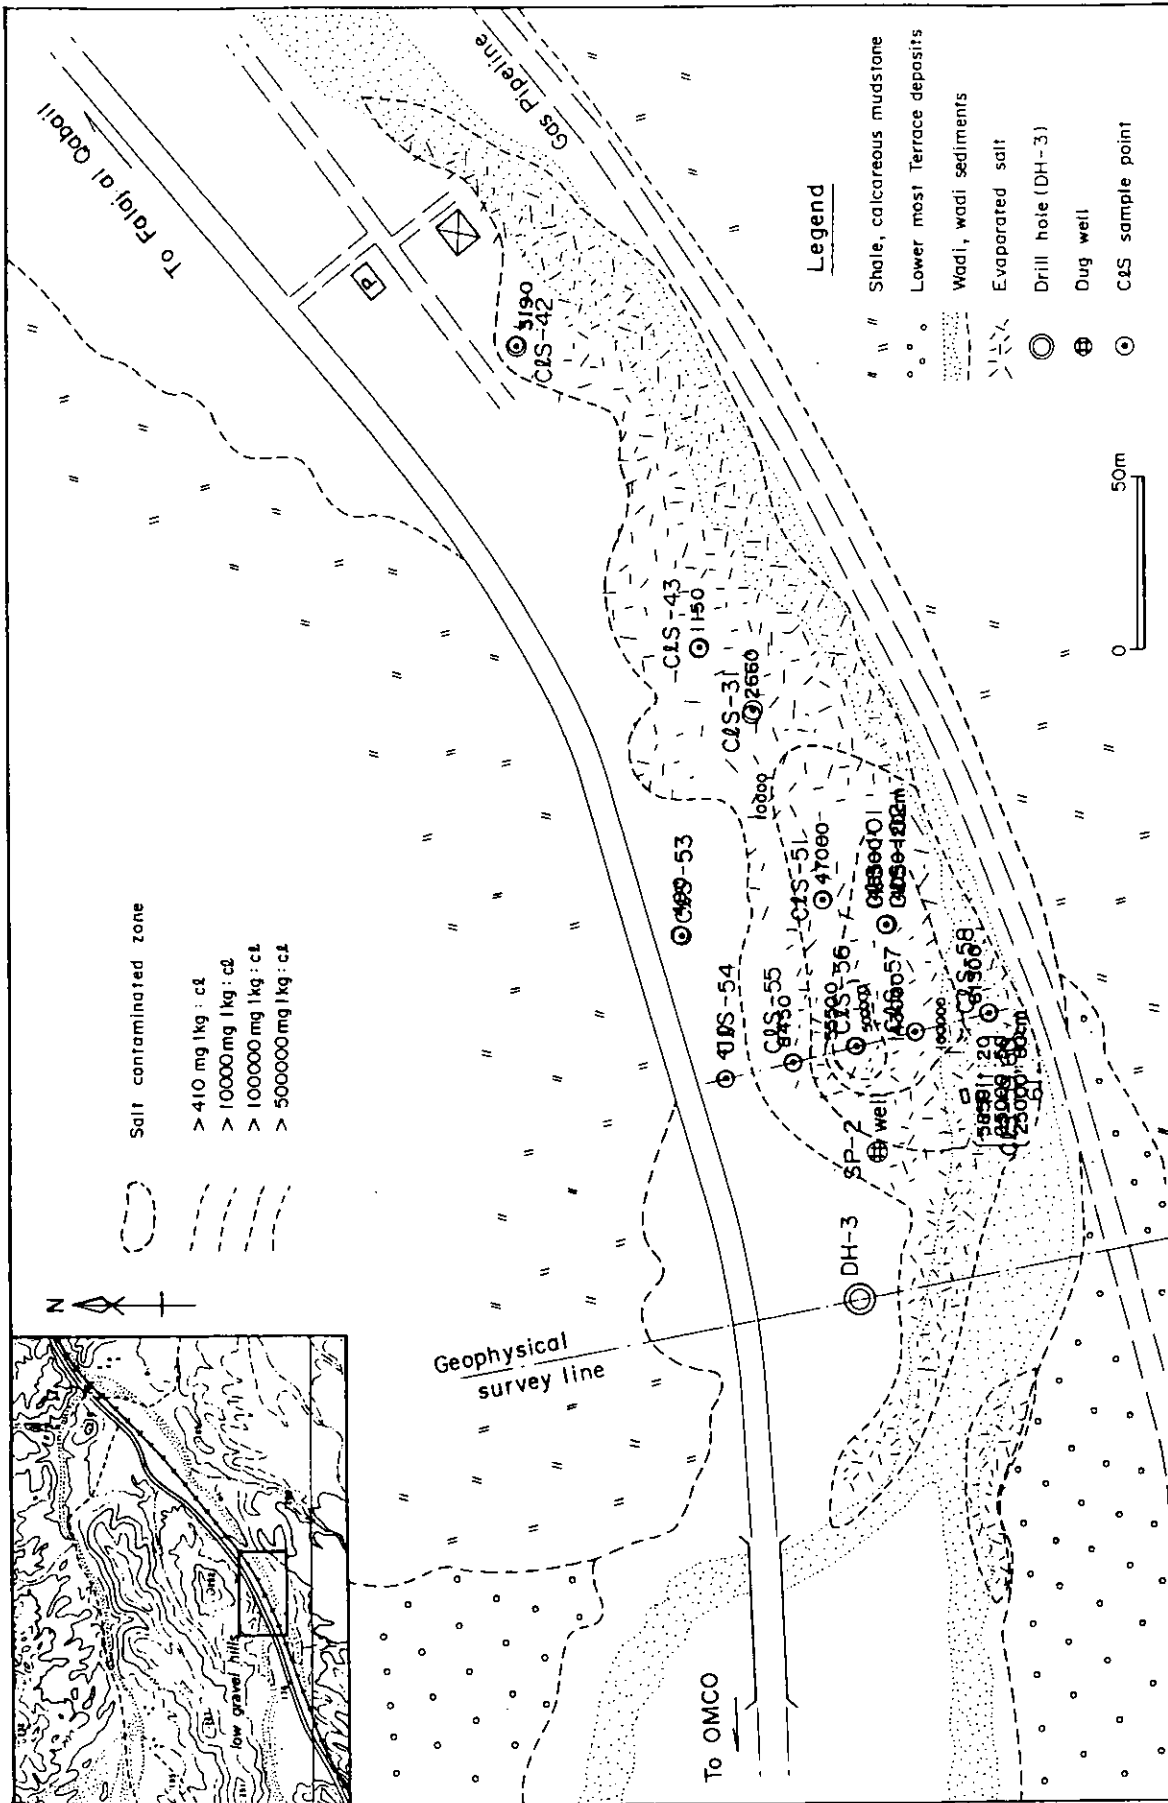 To Falaj al Qabail
Gas Pipeline
P
3190
CℓS-42
CℓS-43
1150
CℓS-31
2660
10000
CℓS-53
CℓS-51
47000
CℓS-54
CℓS-55
8450
CℓS-56
CℓS-58
61300
100000
SP-2
well
DH-3
Geophysical
survey line
To OMCO
low gravel hills
N
Salt contaminated zone
> 410 mg/kg : cℓ
> 10000 mg/kg : cℓ
> 100000 mg/kg : cℓ
> 500000 mg/kg : cℓ
Legend
Shale, calcareous mudstone
Lower most Terrace deposits
Wadi, wadi sediments
Evaporated salt
Drill hole (DH-3)
Dug well
CℓS sample point
0 50m